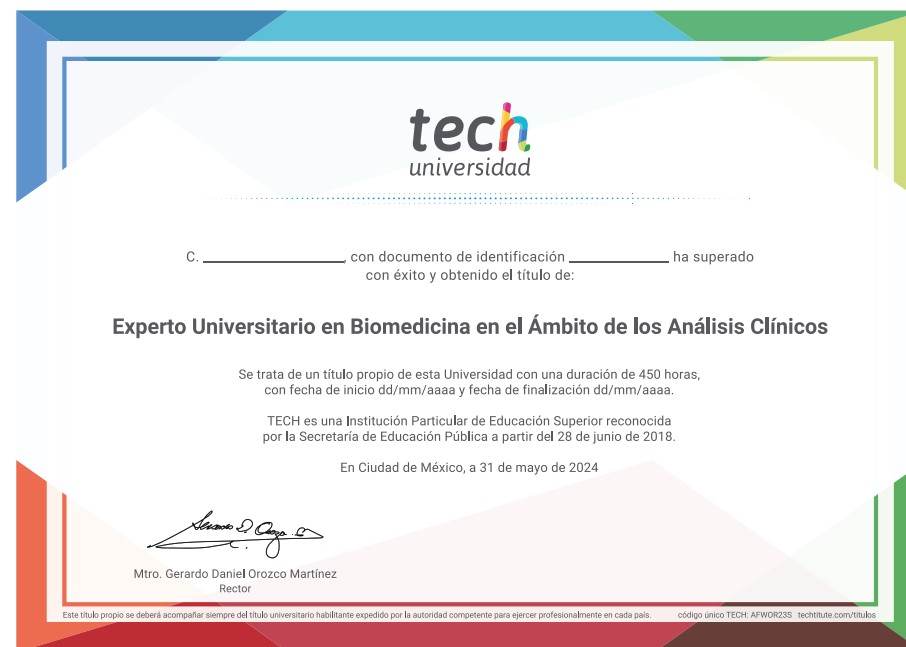 tech
universidad
C. ____________, con documento de identificación ____________ ha superado
con éxito y obtenido el título de:
Experto Universitario en Biomedicina en el Ámbito de los Análisis Clínicos
Se trata de un título propio de esta Universidad con una duración de 450 horas,
con fecha de inicio dd/mm/aaaa y fecha de finalización dd/mm/aaaa.
TECH es una Institución Particular de Educación Superior reconocida
por la Secretaría de Educación Pública a partir del 28 de junio de 2018.
En Ciudad de México, a 31 de mayo de 2024
Mtro. Gerardo Daniel Orozco Martínez
Rector
Este título propio se deberá acompañar siempre del título universitario habilitante expedido por la autoridad competente para ejercer profesionalmente en cada país. código único TECH: AFWOR23S techtitute.com/titulos